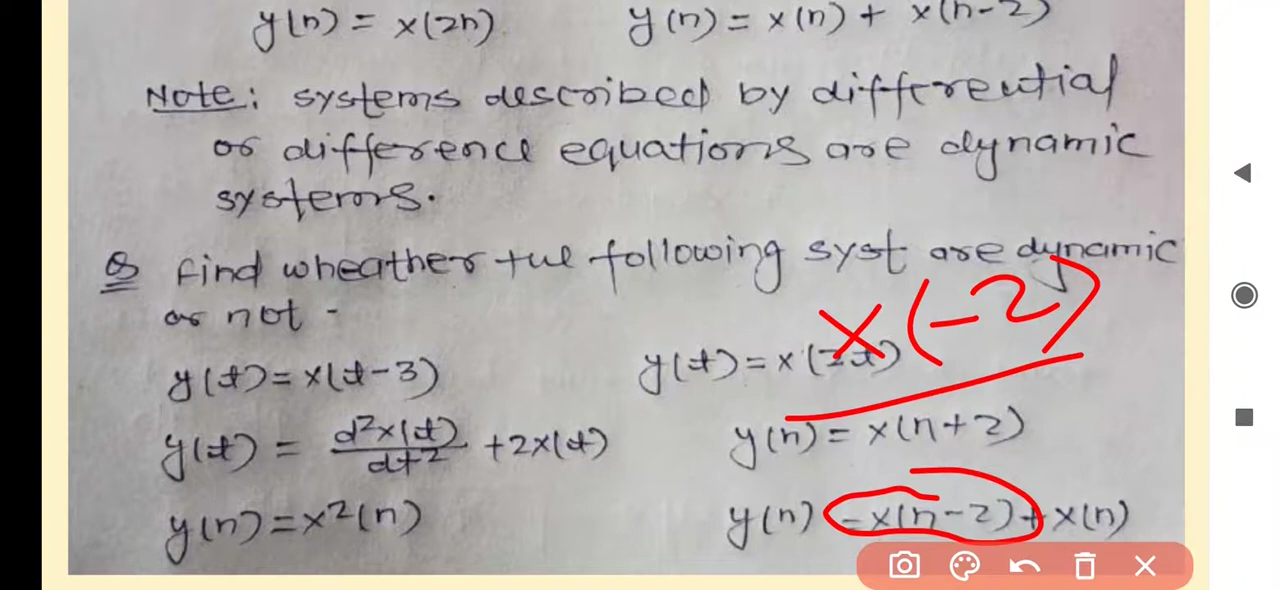 y(n) = x(2n)    y(n) = x(n) + x(n-2)
Note: systems described by differential
or difference equations are dynamic
systems.
Q Find wheather the following syst are dynamic
or not -
x(-2)
y(t)=x(t-3)    y(t)=x(2t)
y(t) = d²x(t)/dt² +2x(t)    y(n)= x(n+2)
y(n)=x²(n)    y(n) =x(n-2)+x(n)